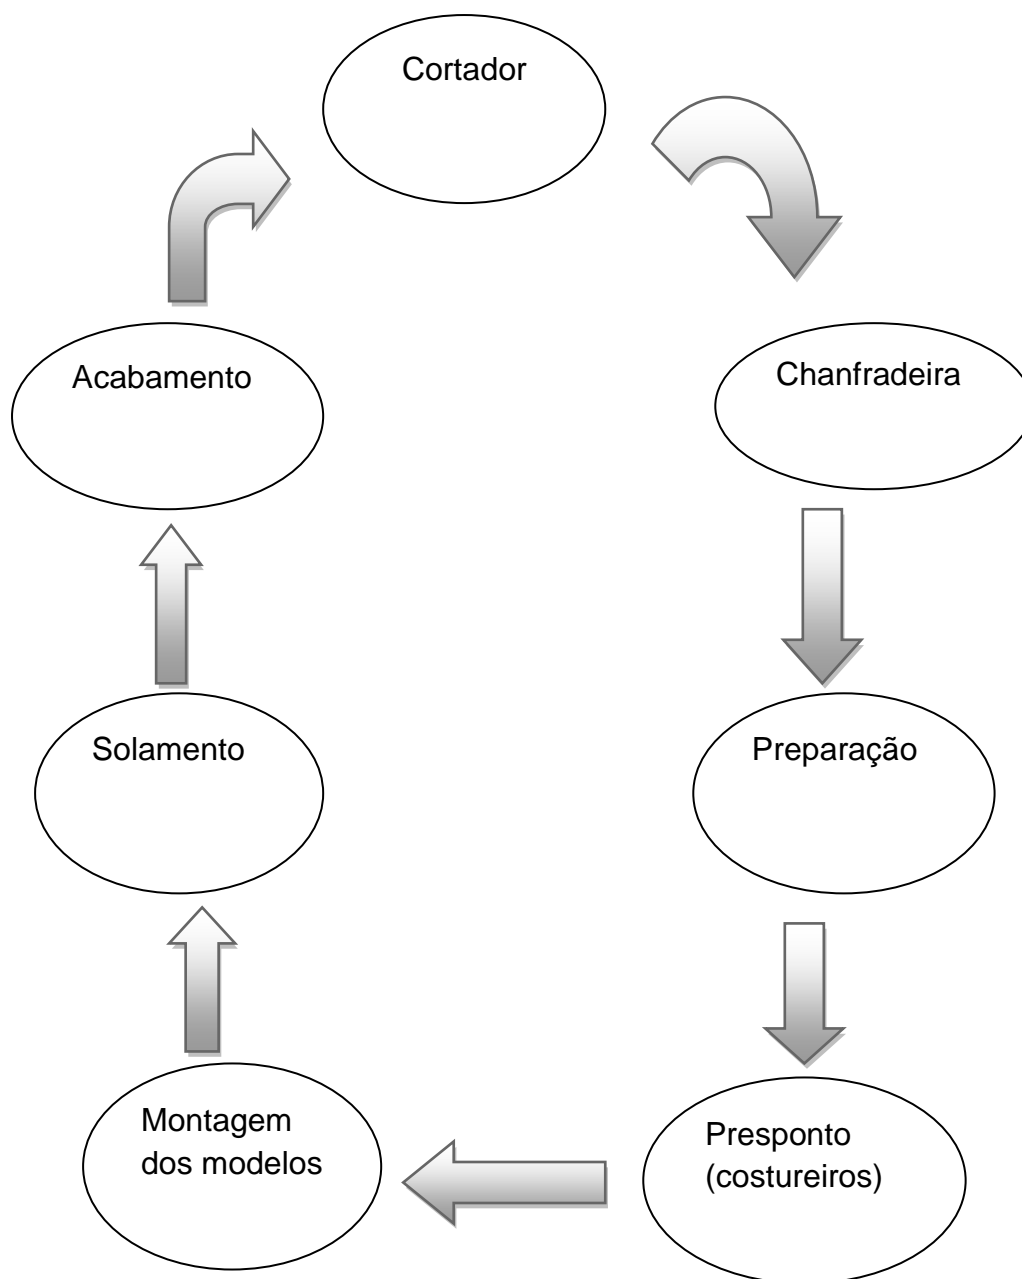 Cortador
Chanfradeira
Preparação
Presponto
(costureiros)
Montagem
dos modelos
Solamento
Acabamento